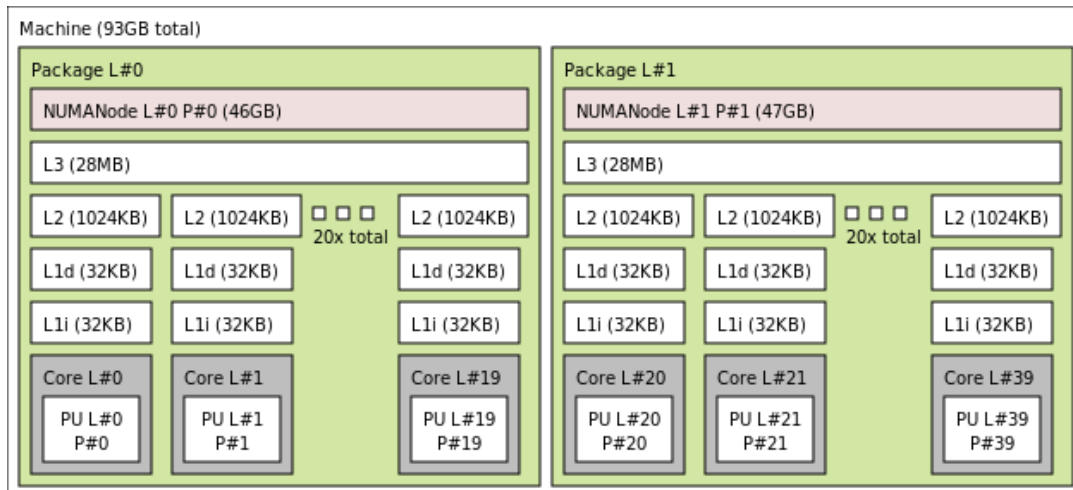 Machine (93GB total)
Package L#0
NUMANode L#0 P#0 (46GB)
L3 (28MB)
L2 (1024KB)
L2 (1024KB)
20x total
L2 (1024KB)
L1d (32KB)
L1d (32KB)
L1d (32KB)
L1i (32KB)
L1i (32KB)
L1i (32KB)
Core L#0
PU L#0
P#0
Core L#1
PU L#1
P#1
Core L#19
PU L#19
P#19
Package L#1
NUMANode L#1 P#1 (47GB)
L3 (28MB)
L2 (1024KB)
L2 (1024KB)
20x total
L2 (1024KB)
L1d (32KB)
L1d (32KB)
L1d (32KB)
L1i (32KB)
L1i (32KB)
L1i (32KB)
Core L#20
PU L#20
P#20
Core L#21
PU L#21
P#21
Core L#39
PU L#39
P#39